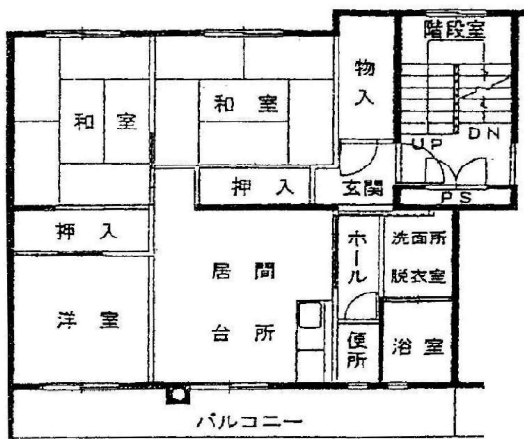 階段室
物入
和室
和室
DN
UP
押入
玄関
PS
押入
ホール
洗面所
脱衣室
居間
台所
洋室
便所
浴室
バルコニー